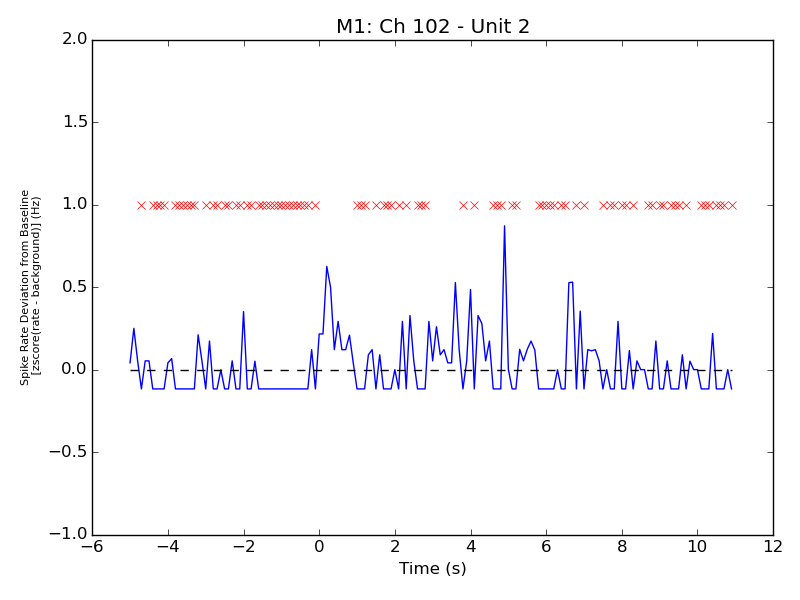 M1: Ch 102 - Unit 2
Spike Rate Deviation from Baseline
[zscore(rate - background)] (Hz)
2.0
1.5
1.0
0.5
0.0
−0.5
−1.0
−6 −4 −2 0 2 4 6 8 10 12
Time (s)